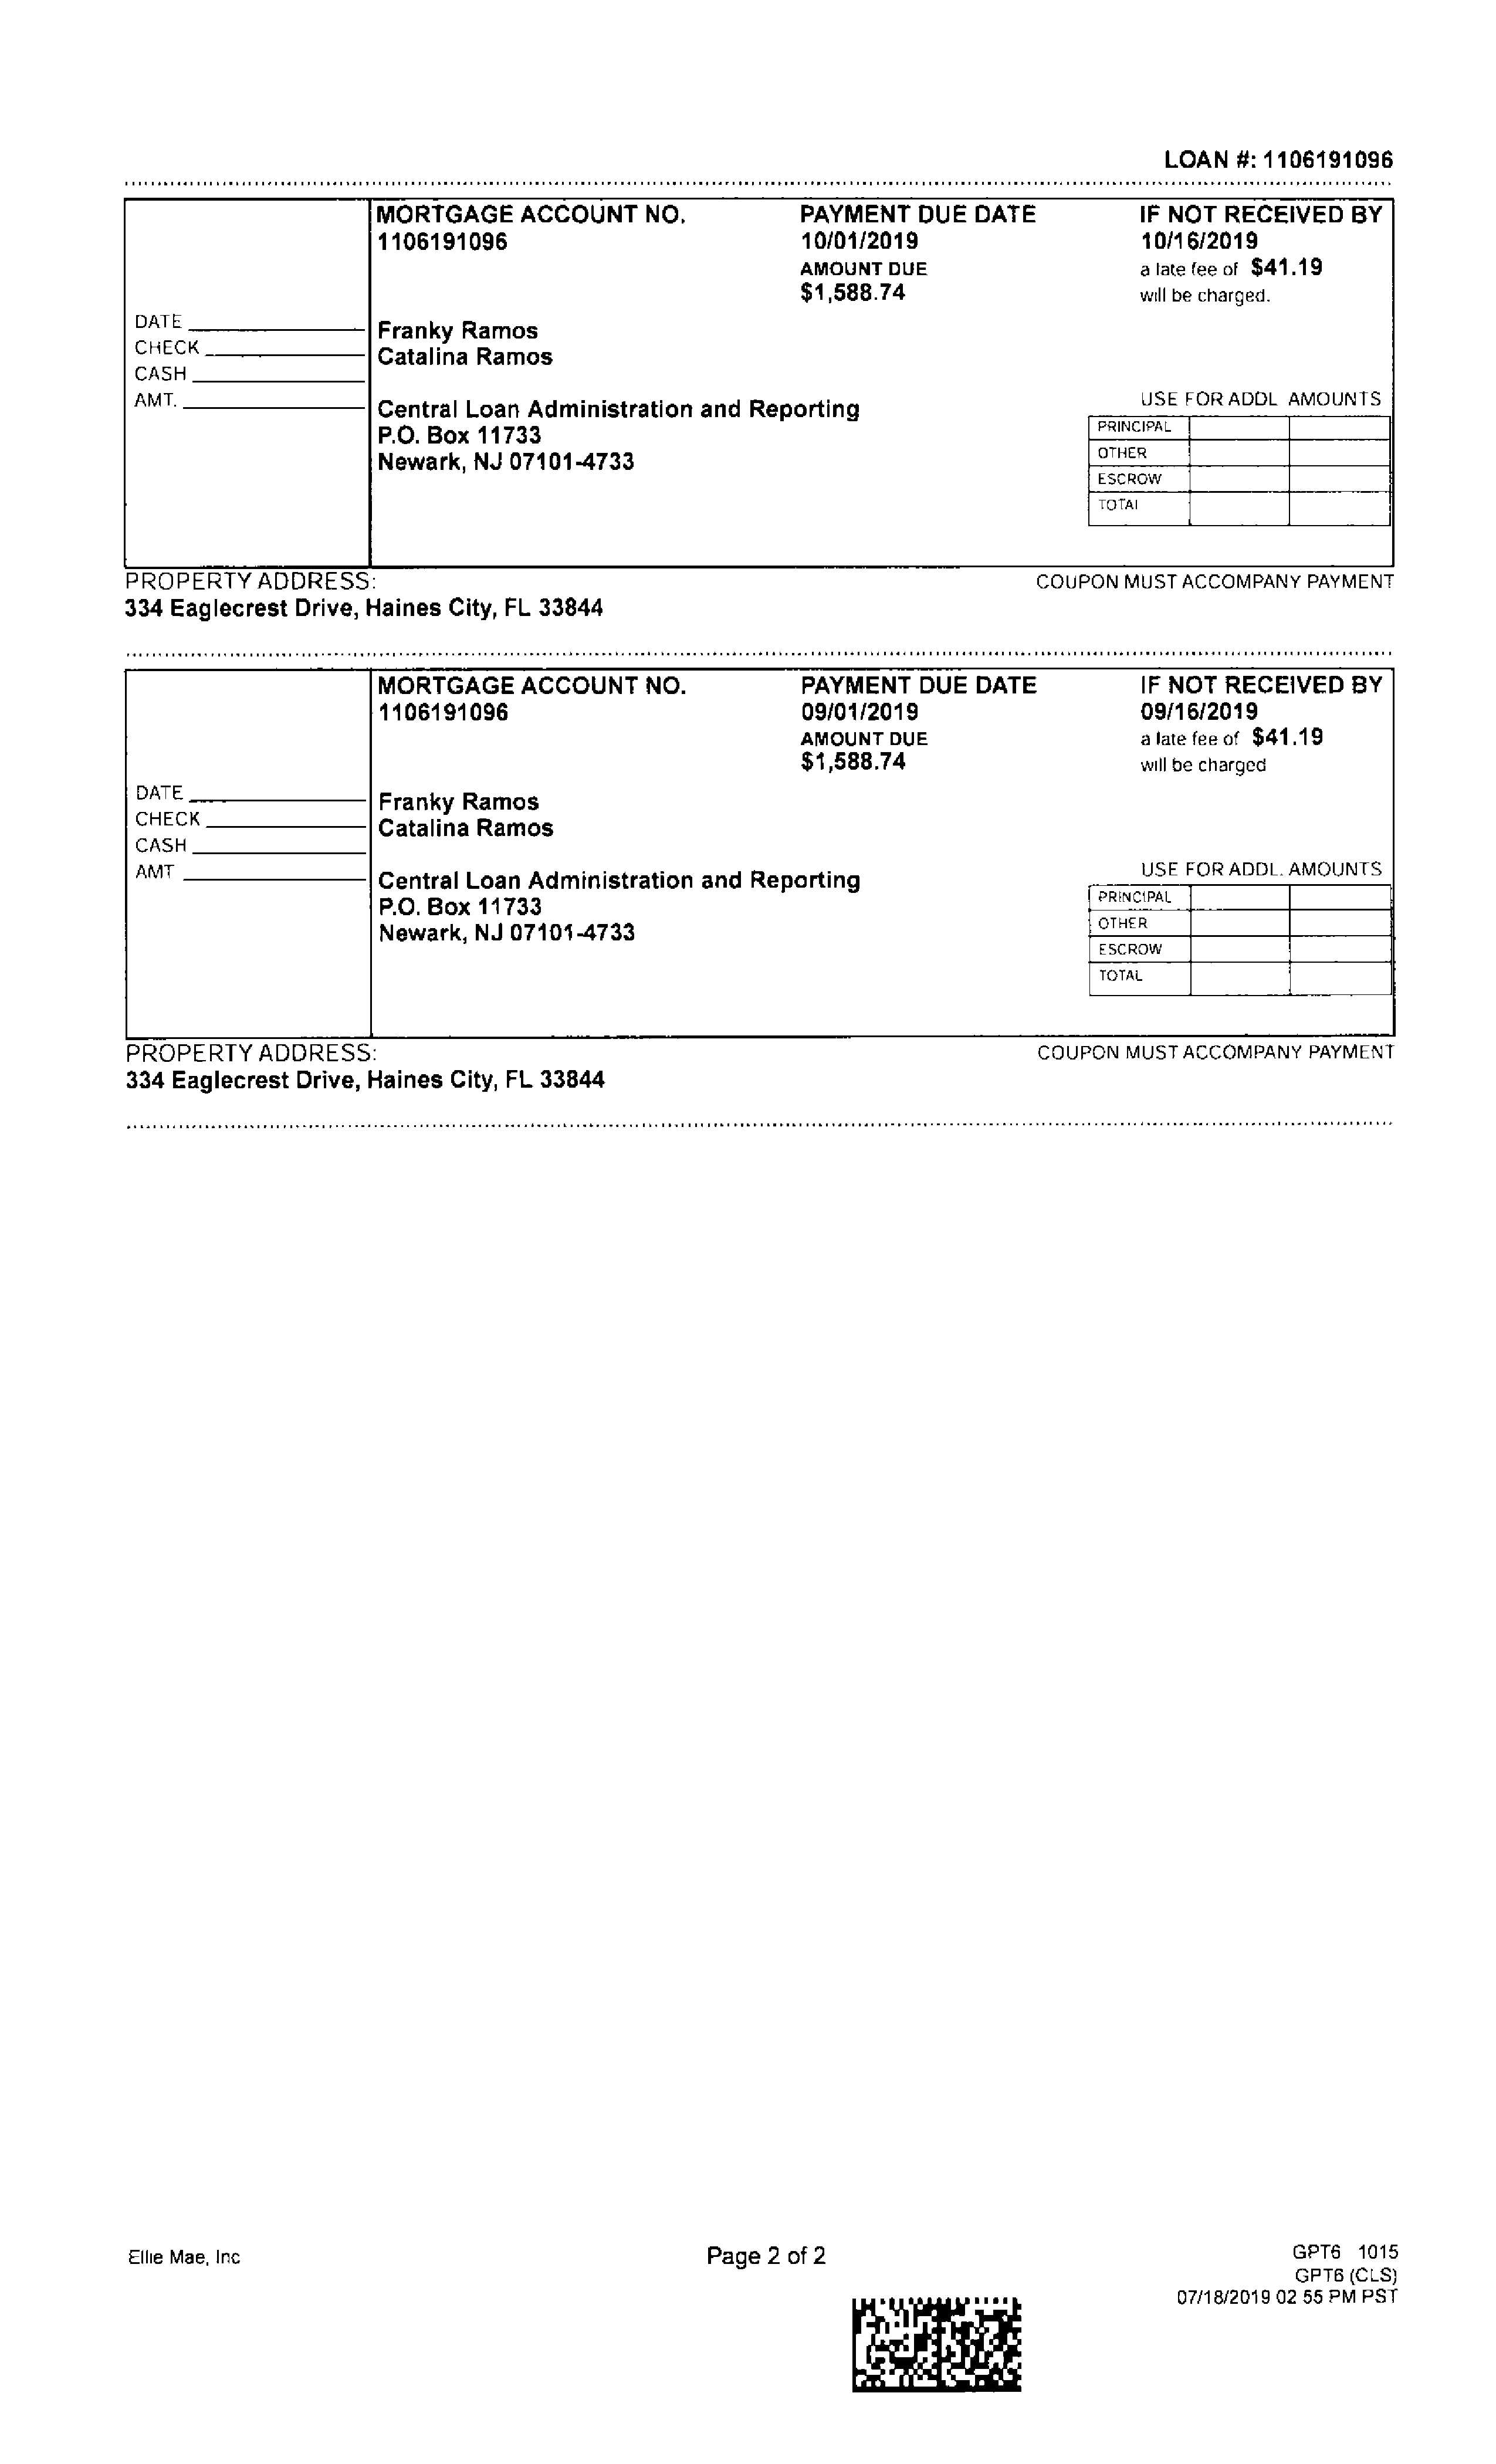 LOAN #: 1106191096
MORTGAGE ACCOUNT NO. PAYMENT DUE DATE IF NOT RECEIVED BY
1106191096 10/01/2019 10/16/2019
AMOUNT DUE a late fee of $41.19
$1,588.74 will be charged.
DATE
Franky Ramos
CHECK
Catalina Ramos
CASH
AMT. USE FOR ADDL AMOUNTS
Central Loan Administration and Reporting
PRINCIPAL
P.O. Box 11733
OTHER
Newark, NJ 07101-4733
ESCROW
TOTAl
PROPERTY ADDRESS: COUPON MUST ACCOMPANY PAYMENT
334 Eaglecrest Drive, Haines City, FL 33844
MORTGAGE ACCOUNT NO. PAYMENT DUE DATE IF NOT RECEIVED BY
1106191096 09/01/2019 09/16/2019
AMOUNT DUE a late fee of $41.19
$1,588.74 will be charged
DATE
Franky Ramos
CHECK
Catalina Ramos
CASH
AMT USE FOR ADDL. AMOUNTS
Central Loan Administration and Reporting
PRINCIPAL
P.O. Box 11733
OTHER
Newark, NJ 07101-4733
ESCROW
TOTAL
PROPERTY ADDRESS: COUPON MUST ACCOMPANY PAYMENT
334 Eaglecrest Drive, Haines City, FL 33844
Ellie Mae, Inc Page 2 of 2 GPT6 1015
GPT6 (CLS)
07/18/2019 02 55 PM PST